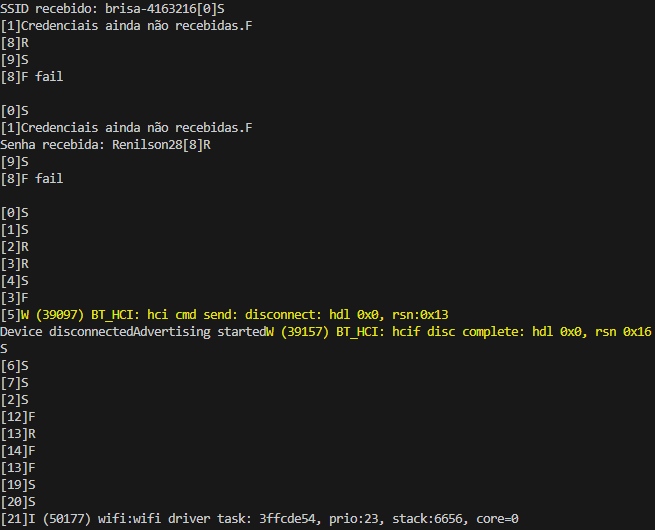 SSID recebido: brisa-4163216[0]S
[1]Credenciais ainda não recebidas.F
[8]R
[9]S
[8]F fail
[0]S
[1]Credenciais ainda não recebidas.F
Senha recebida: Renilson28[8]R
[9]S
[8]F fail
[0]S
[1]S
[2]R
[3]R
[4]S
[3]F
[5]W (39097) BT_HCI: hci cmd send: disconnect: hdl 0x0, rsn:0x13
Device disconnectedAdvertising startedW (39157) BT_HCI: hcif disc complete: hdl 0x0, rsn 0x16
S
[6]S
[7]S
[2]S
[12]F
[13]R
[14]F
[13]F
[19]S
[20]S
[21]I (50177) wifi:wifi driver task: 3ffcde54, prio:23, stack:6656, core=0